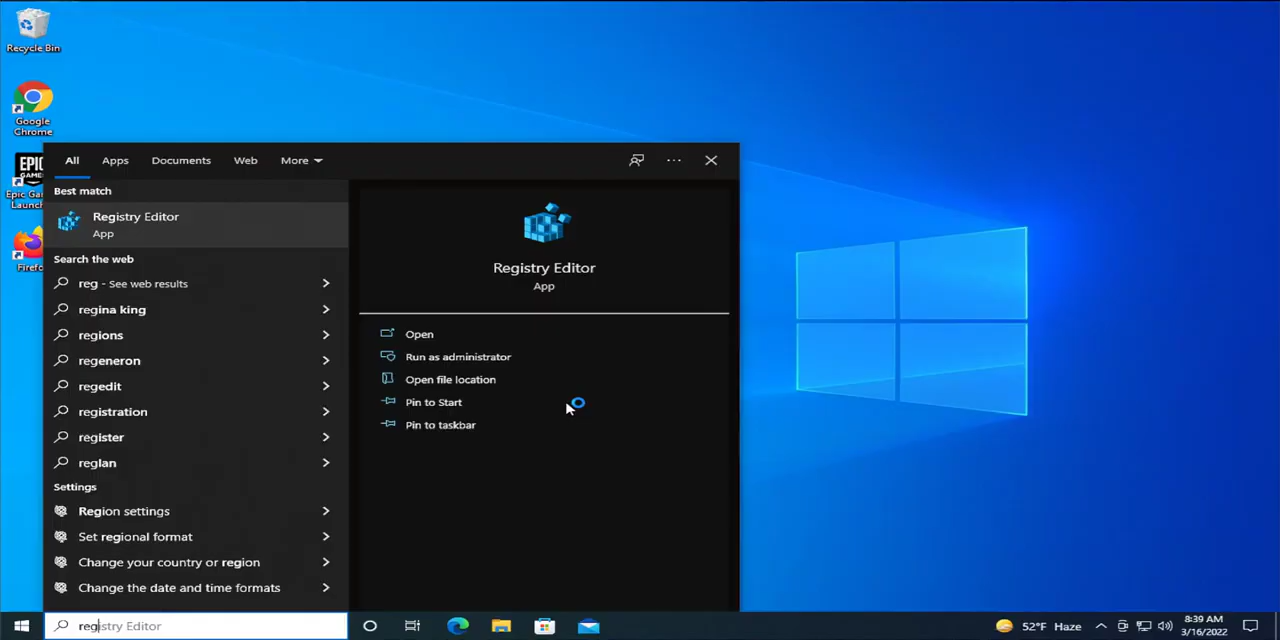 Recycle Bin
Google
Chrome
EPIC
GAMES
Epic Ga
Launch
Firefo
All Apps Documents Web More
Best match
Registry Editor
App
Search the web
reg - See web results
regina king
regions
regeneron
regedit
registration
register
reglan
Settings
Region settings
Set regional format
Change your country or region
Change the date and time formats
Registry Editor
App
Open
Run as administrator
Open file location
Pin to Start
Pin to taskbar
registry Editor
52°F Haze
8:39 AM
3/16/2022